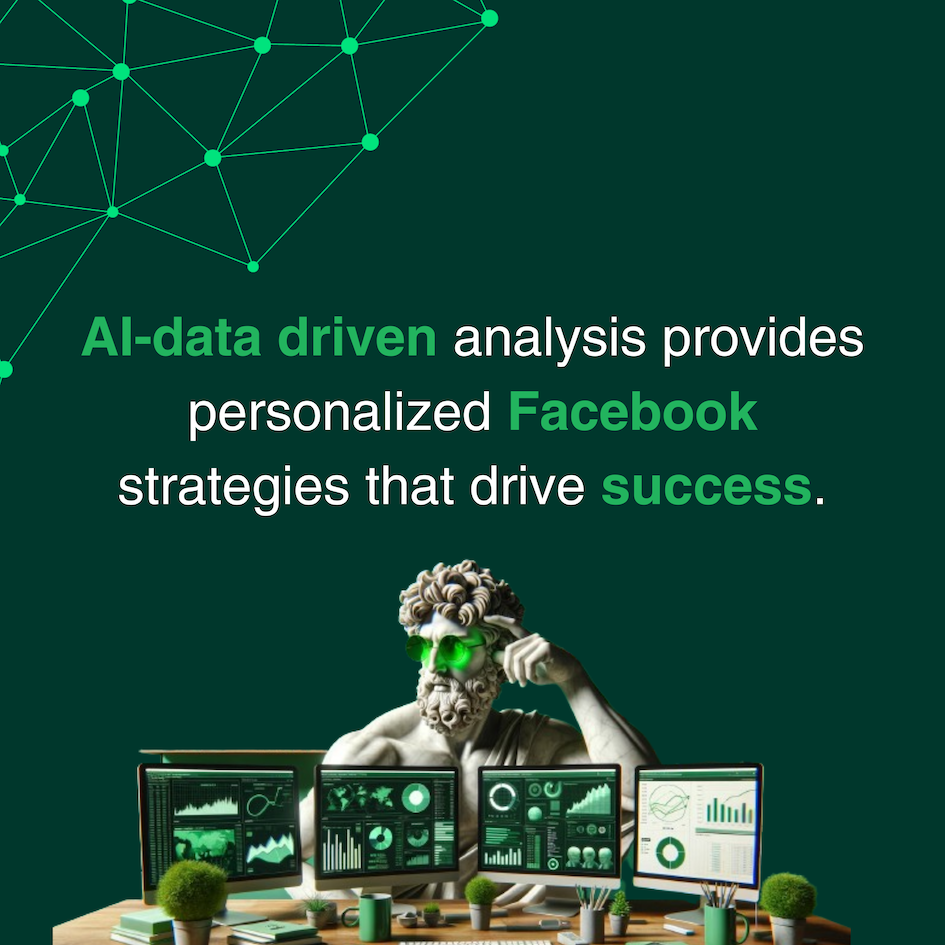 AI-data driven analysis provides
personalized Facebook
strategies that drive success.